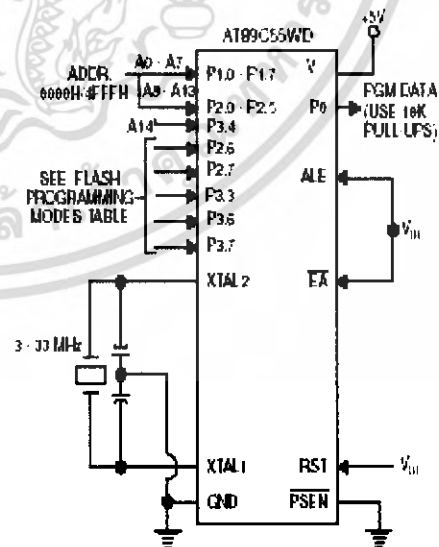 AT89C55WD
+5V
A0 - A7
ADDR.
0000H/4FFFH
P1.0 - P1.7
V
A8 - A13
P2.0 - P2.5
P0
PGM DATA
(USE 10K
PULL-UPS)
A14
P3.4
P2.6
SEE FLASH
PROGRAMMING
MODES TABLE
P2.7
ALE
P3.3
P3.6
P3.7
XTAL2
EA
3 - 33 MHz
XTAL1
RST
GND
PSEN